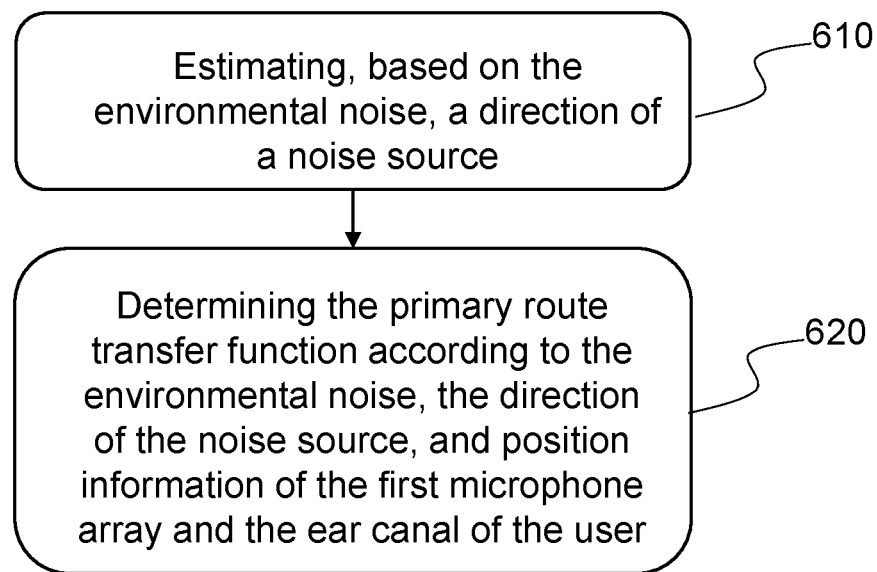 Estimating, based on the
environmental noise, a direction of
a noise source
610
Determining the primary route
transfer function according to the
environmental noise, the direction
of the noise source, and position
information of the first microphone
array and the ear canal of the user
620